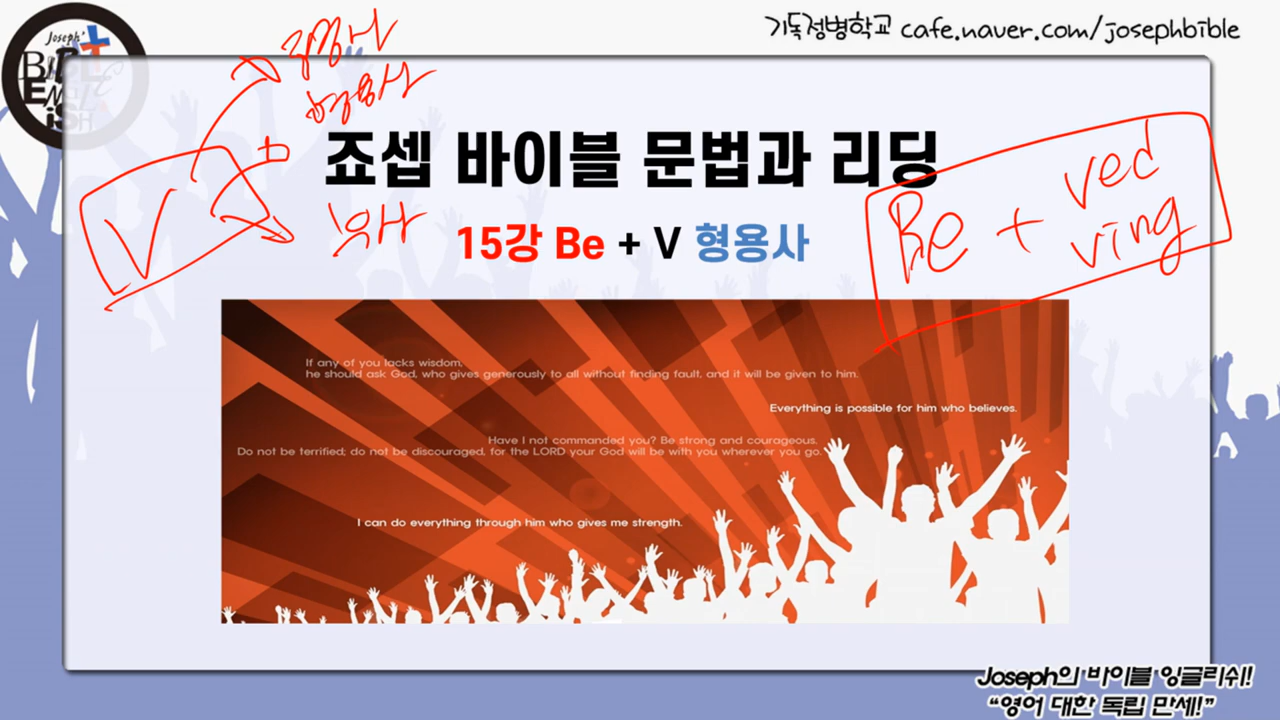 기독정병학교 cafe.naver.com/josephbible
Joseph'
BIBLE
ENGL
ISH
형용사
V
죠셉 바이블 문법과 리딩
15강 Be + V 형용사
부사
Be + ved
ving
If any of you lacks wisdom,
he should ask God, who gives generously to all without finding fault, and it will be given to him.
Everything is possible for him who believes.
Have I not commanded you? Be strong and courageous.
Do not be terrified; do not be discouraged, for the LORD your God will be with you wherever you go.
I can do everything through him who gives me strength.
Joseph의 바이블 잉글리쉬!
“영어 대한 독립 만세!”